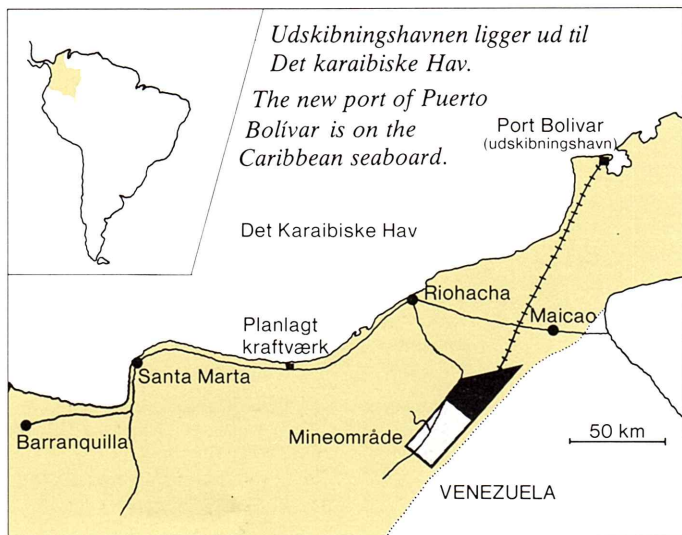 Udskibningshavnen ligger ud til
Det karaibiske Hav.
The new port of Puerto
Bolívar is on the
Caribbean seaboard.
Port Bolivar
(udskibningshavn)
Det Karaibiske Hav
Riohacha
Maicao
Planlagt
kraftværk
Santa Marta
Barranquilla
Mineområde
50 km
VENEZUELA